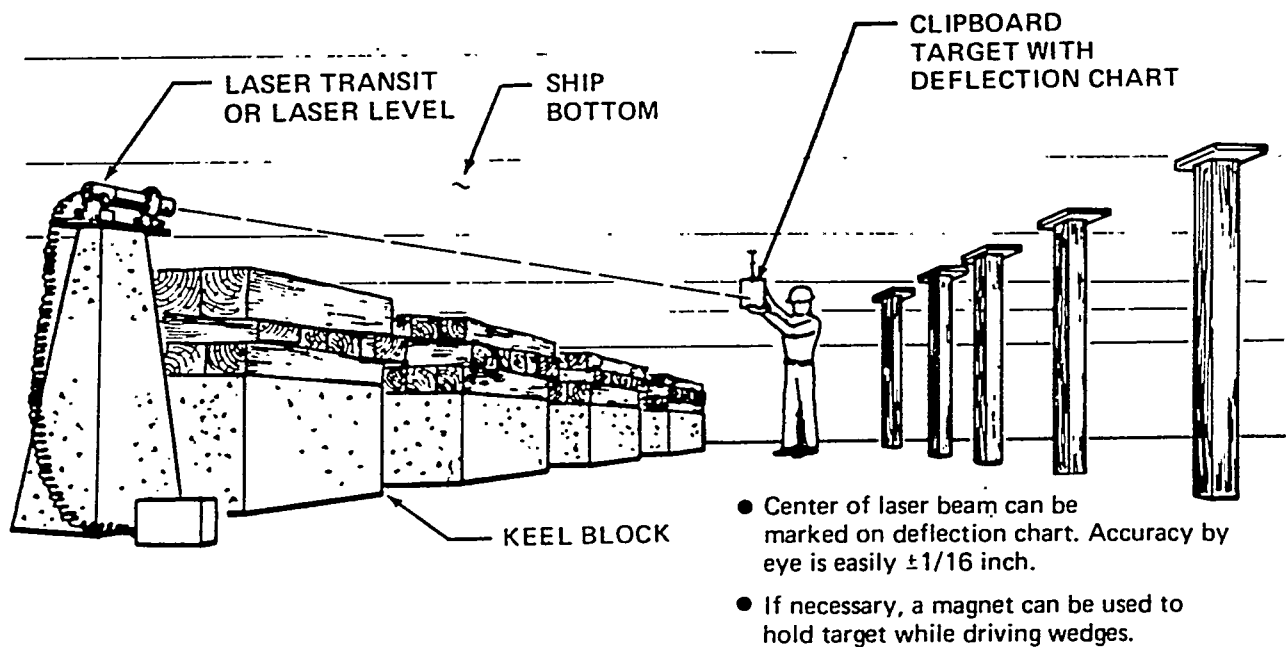 CLIPBOARD
TARGET WITH
DEFLECTION CHART
LASER TRANSIT
OR LASER LEVEL
SHIP
BOTTOM
KEEL BLOCK
● Center of laser beam can be
marked on deflection chart. Accuracy by
eye is easily ±1/16 inch.
● If necessary, a magnet can be used to
hold target while driving wedges.